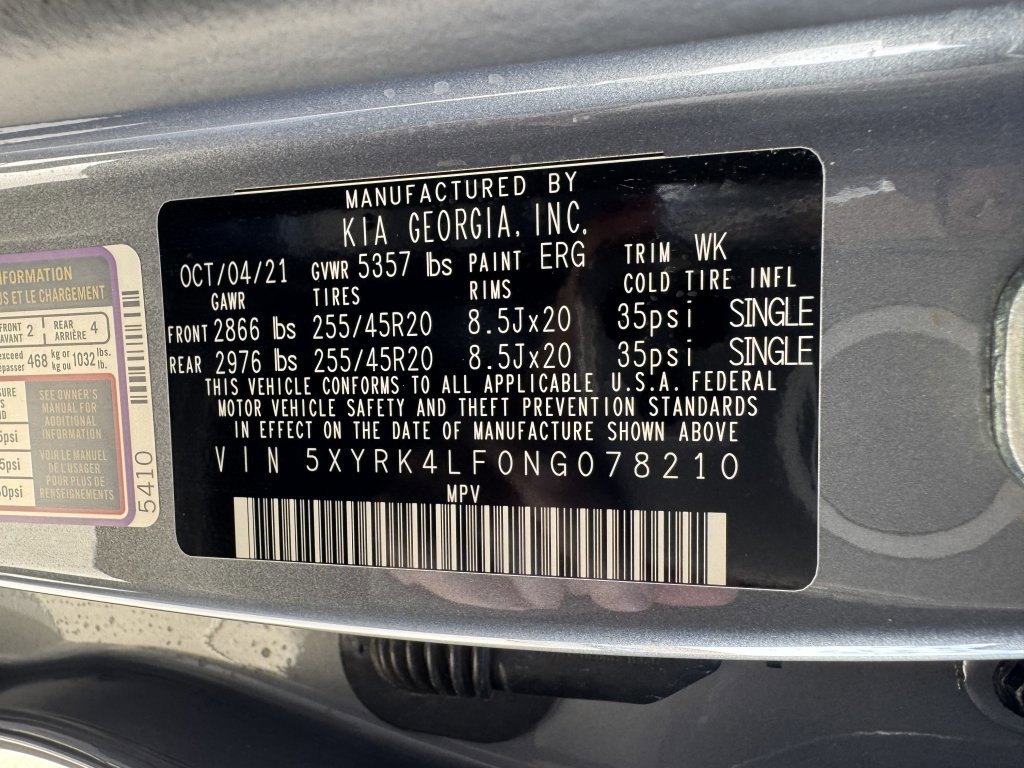 MANUFACTURED BY
KIA GEORGIA, INC.
OCT/04/21 GVWR 5357 lbs PAINT ERG TRIM WK
GAWR TIRES RIMS COLD TIRE INFL
FRONT 2866 lbs 255/45R20 8.5Jx20 35psi SINGLE
REAR 2976 lbs 255/45R20 8.5Jx20 35psi SINGLE
THIS VEHICLE CONFORMS TO ALL APPLICABLE U.S.A. FEDERAL
MOTOR VEHICLE SAFETY AND THEFT PREVENTION STANDARDS
IN EFFECT ON THE DATE OF MANUFACTURE SHOWN ABOVE
VIN 5XYRK4LF0NG078210
MPV
INFORMATION
ET LE CHARGEMENT
FRONT 2 REAR 4
AVANT ARRIÈRE
exceed 468 kg or 1032 lbs.
kg ou lb.
SEE OWNER'S
MANUAL FOR
ADDITIONAL
INFORMATION
VOIR LE MANUEL
DE L'USAGER
POUR PLUS DE
RENSEIGNEMENTS
5410